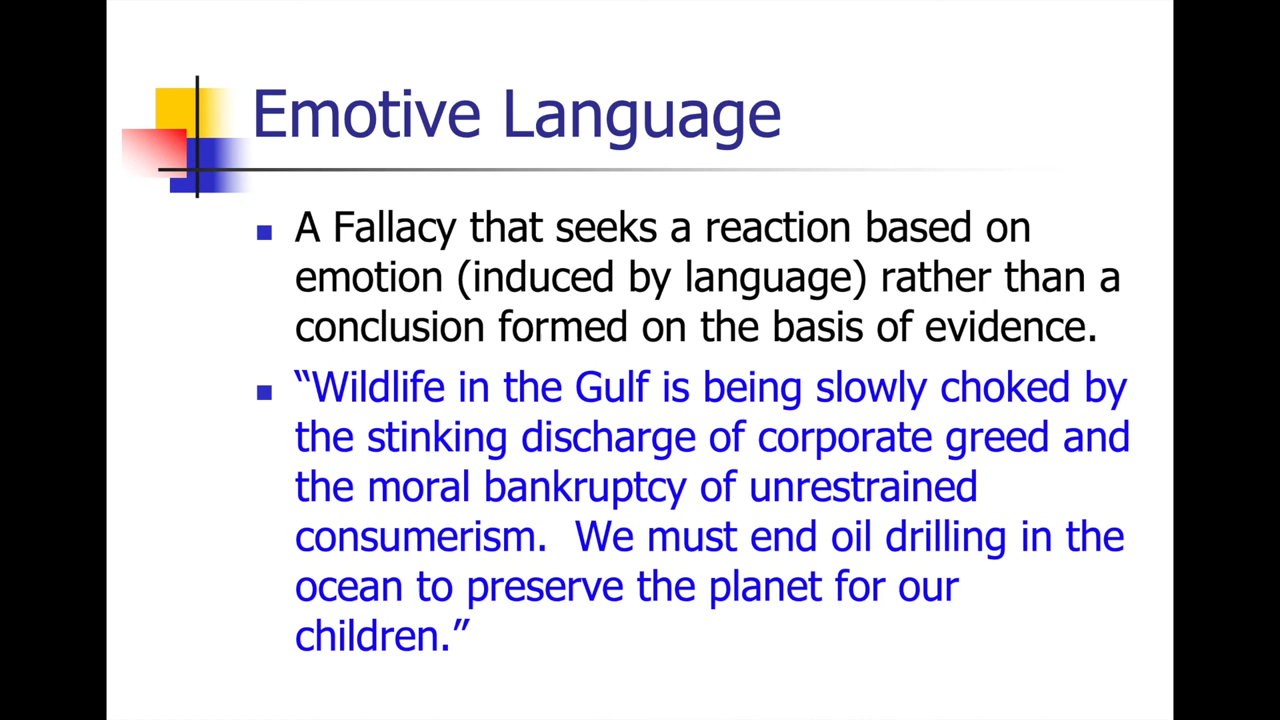 Emotive Language
A Fallacy that seeks a reaction based on
emotion (induced by language) rather than a
conclusion formed on the basis of evidence.
“Wildlife in the Gulf is being slowly choked by
the stinking discharge of corporate greed and
the moral bankruptcy of unrestrained
consumerism.  We must end oil drilling in the
ocean to preserve the planet for our
children.”